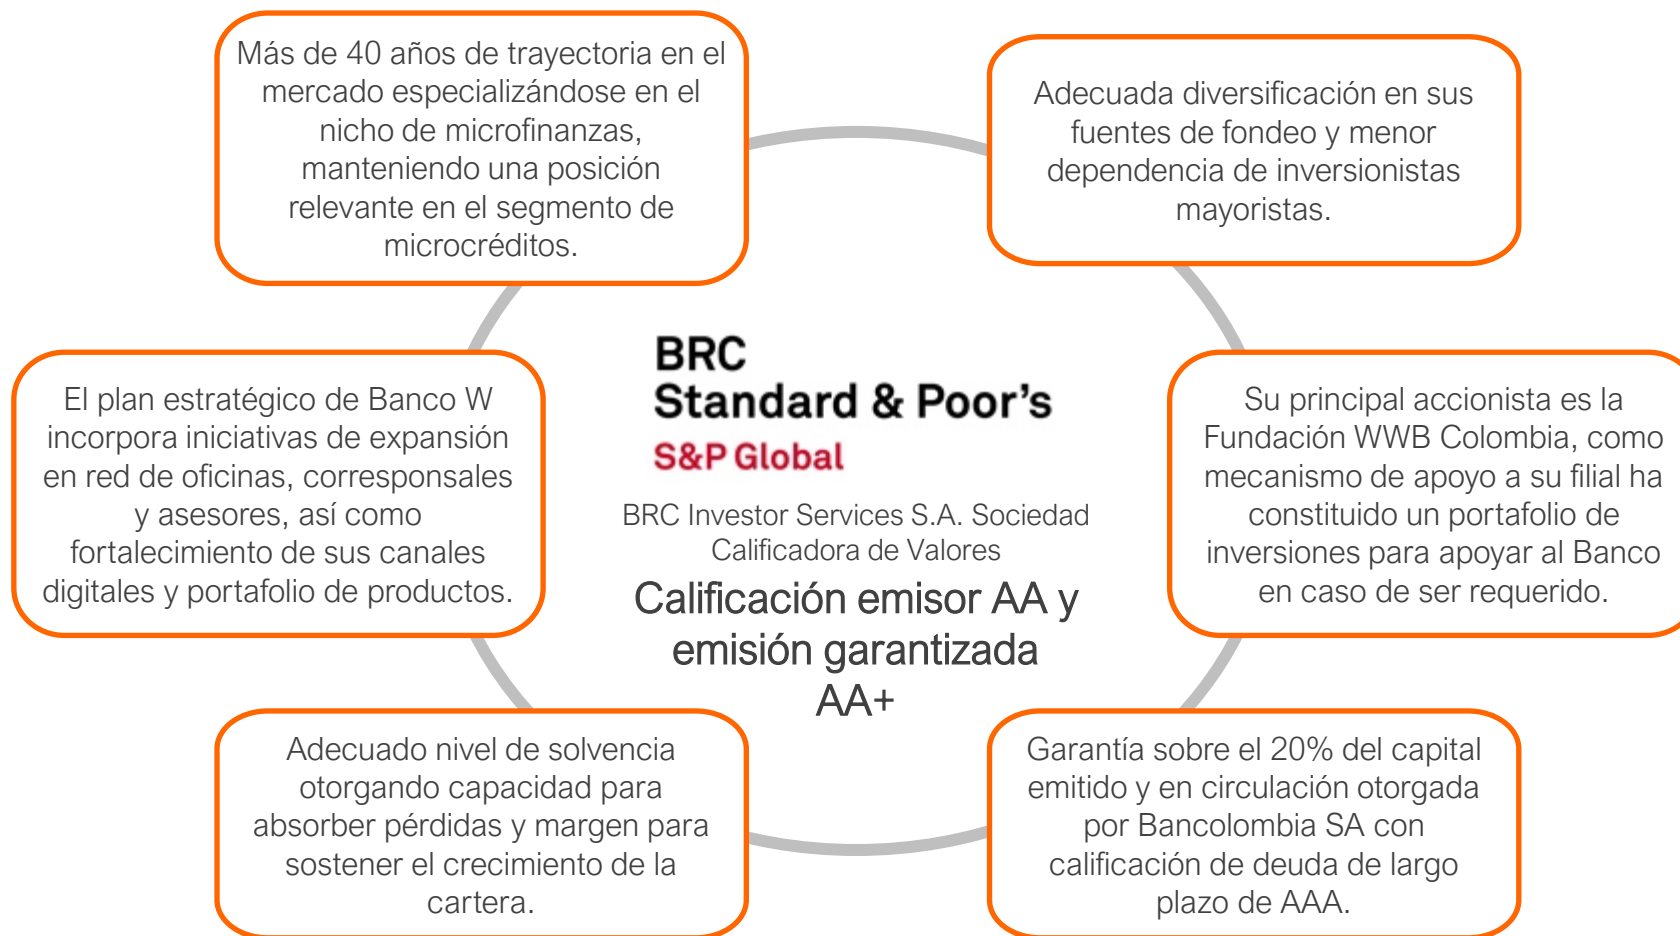 Más de 40 años de trayectoria en el
mercado especializándose en el
nicho de microfinanzas,
manteniendo una posición
relevante en el segmento de
microcréditos.
Adecuada diversificación en sus
fuentes de fondeo y menor
dependencia de inversionistas
mayoristas.
El plan estratégico de Banco W
incorpora iniciativas de expansión
en red de oficinas, corresponsales
y asesores, así como
fortalecimiento de sus canales
digitales y portafolio de productos.
BRC
Standard & Poor's
S&P Global
BRC Investor Services S.A. Sociedad
Calificadora de Valores
Calificación emisor AA y
emisión garantizada
AA+
Su principal accionista es la
Fundación WWB Colombia, como
mecanismo de apoyo a su filial ha
constituido un portafolio de
inversiones para apoyar al Banco
en caso de ser requerido.
Adecuado nivel de solvencia
otorgando capacidad para
absorber pérdidas y margen para
sostener el crecimiento de la
cartera.
Garantía sobre el 20% del capital
emitido y en circulación otorgada
por Bancolombia SA con
calificación de deuda de largo
plazo de AAA.